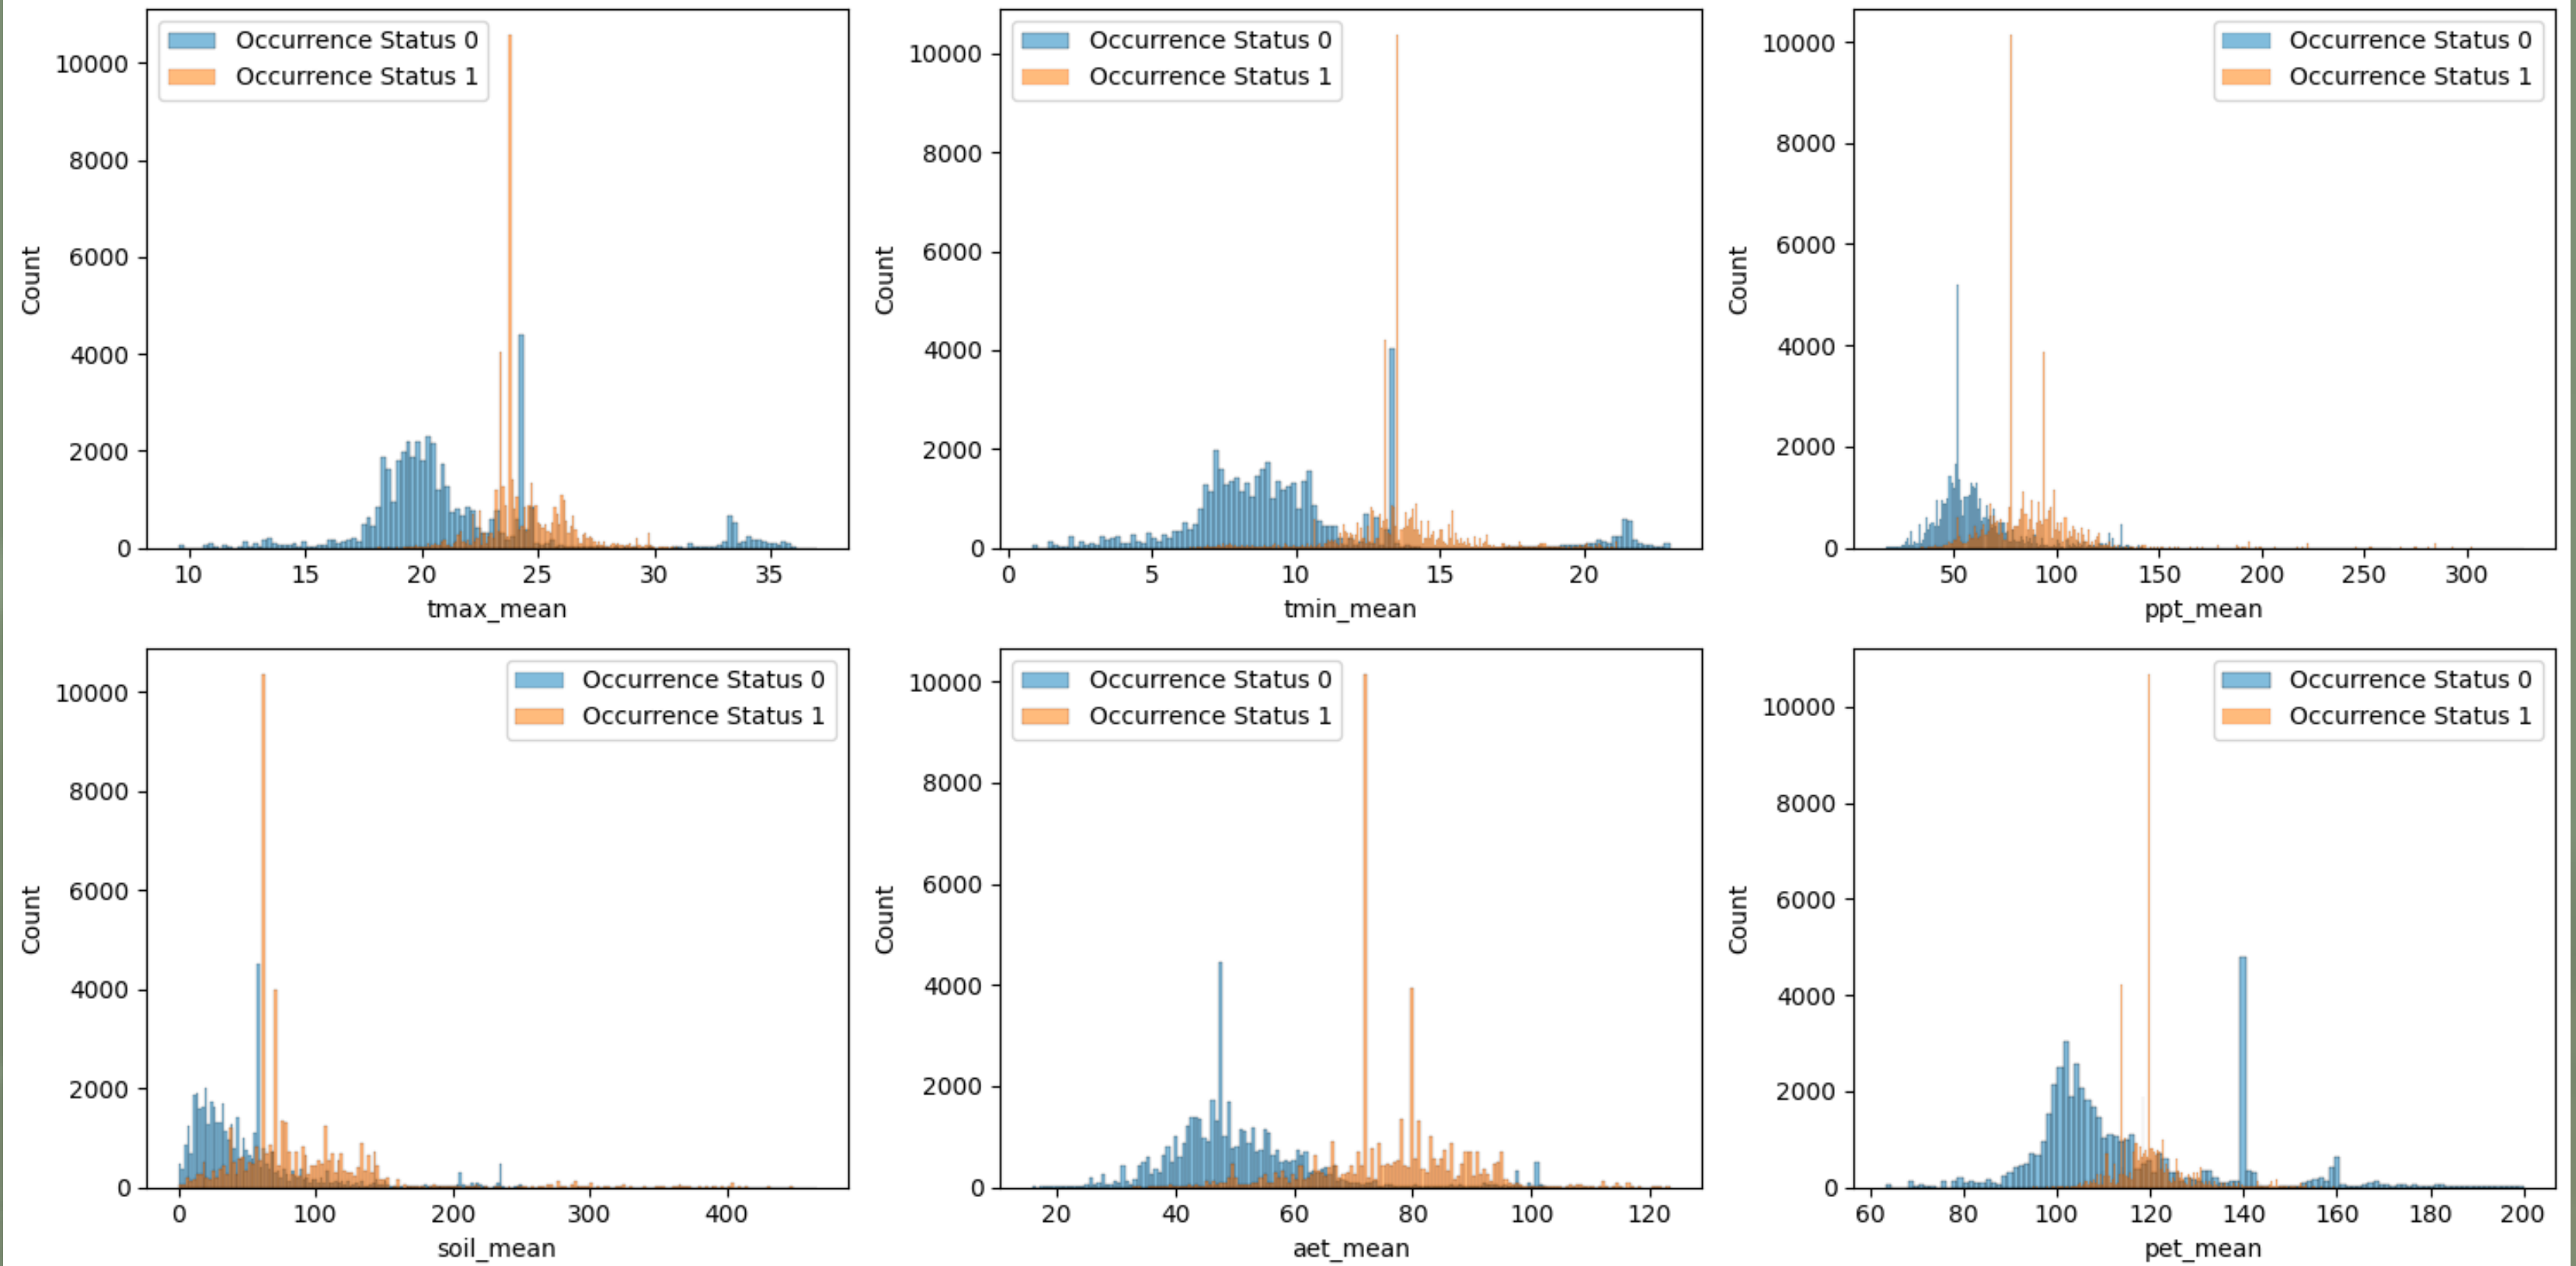 Occurrence Status 0
Occurrence Status 1
10000
8000
6000
4000
2000
0
Count
10 15 20 25 30 35
tmax_mean
Occurrence Status 0
Occurrence Status 1
10000
8000
6000
4000
2000
0
Count
0 5 10 15 20
tmin_mean
Occurrence Status 0
Occurrence Status 1
10000
8000
6000
4000
2000
0
Count
50 100 150 200 250 300
ppt_mean
Occurrence Status 0
Occurrence Status 1
10000
8000
6000
4000
2000
0
Count
0 100 200 300 400
soil_mean
Occurrence Status 0
Occurrence Status 1
10000
8000
6000
4000
2000
0
Count
20 40 60 80 100 120
aet_mean
Occurrence Status 0
Occurrence Status 1
10000
8000
6000
4000
2000
0
Count
60 80 100 120 140 160 180 200
pet_mean